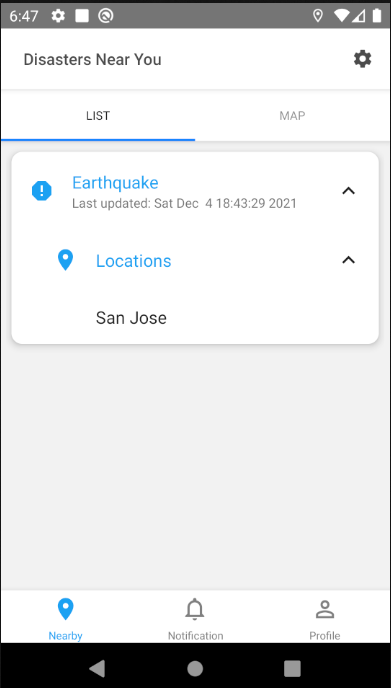 6:47
Disasters Near You
LIST
MAP
Earthquake
Last updated: Sat Dec  4 18:43:29 2021
Locations
San Jose
Nearby
Notification
Profile